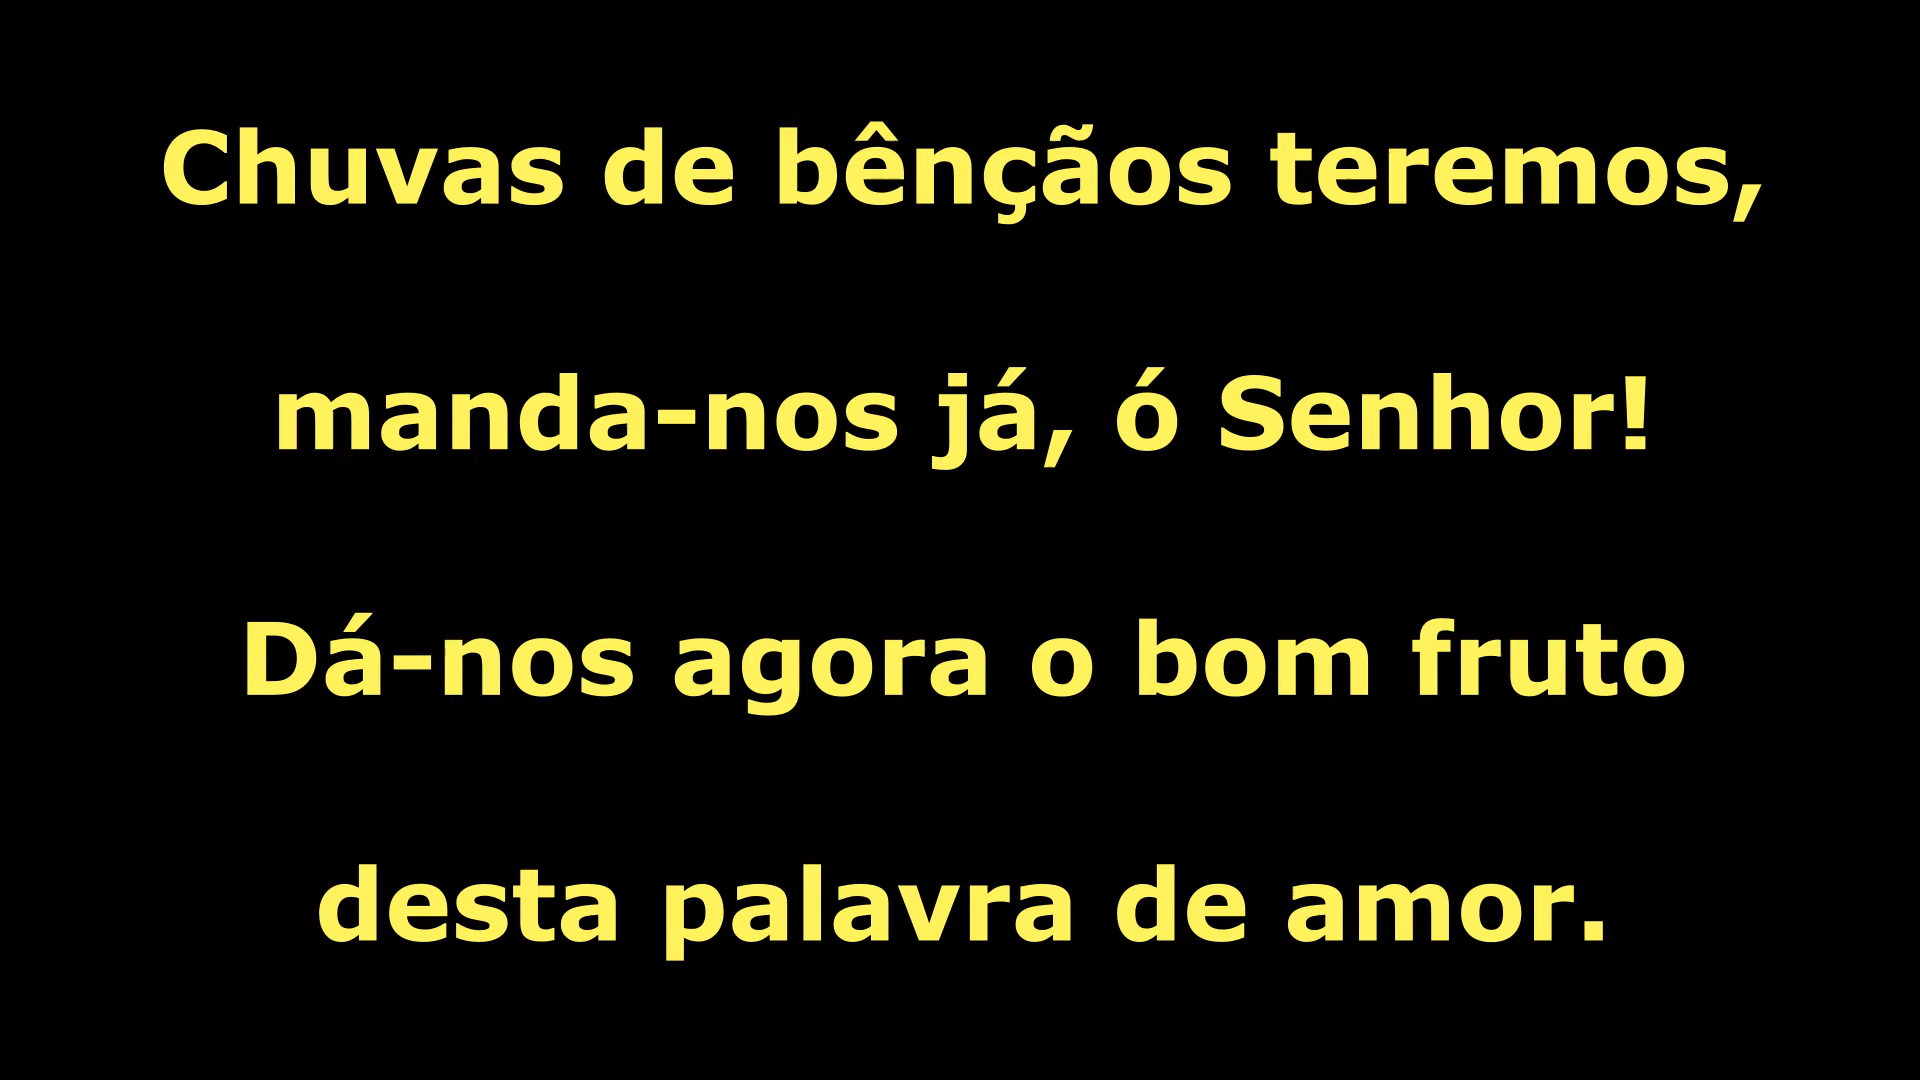 Chuvas de bênçãos teremos,
manda-nos já, ó Senhor!
Dá-nos agora o bom fruto
desta palavra de amor.